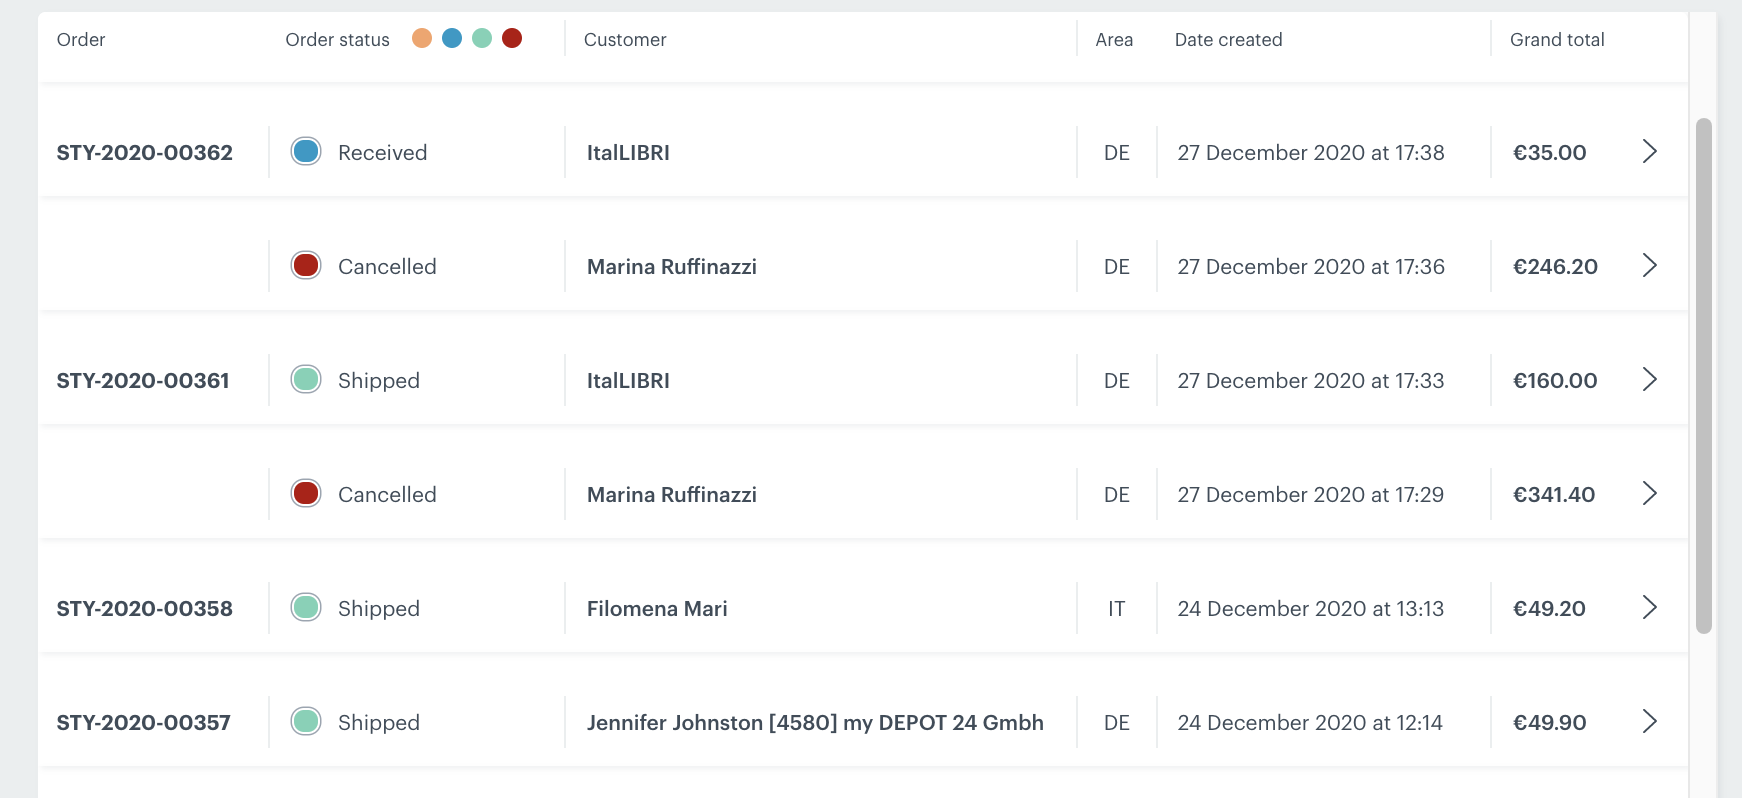 Order Order status Customer Area Date created Grand total
STY-2020-00362 Received ItalLIBRI DE 27 December 2020 at 17:38 €35.00
Cancelled Marina Ruffinazzi DE 27 December 2020 at 17:36 €246.20
STY-2020-00361 Shipped ItalLIBRI DE 27 December 2020 at 17:33 €160.00
Cancelled Marina Ruffinazzi DE 27 December 2020 at 17:29 €341.40
STY-2020-00358 Shipped Filomena Mari IT 24 December 2020 at 13:13 €49.20
STY-2020-00357 Shipped Jennifer Johnston [4580] my DEPOT 24 Gmbh DE 24 December 2020 at 12:14 €49.90